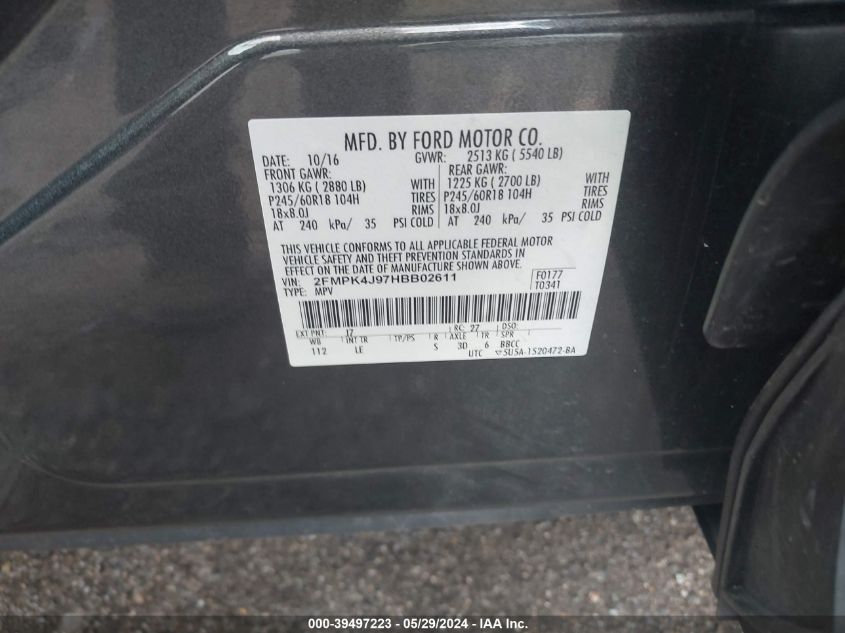 MFD. BY FORD MOTOR CO.
DATE: 10/16 GVWR: 2513 KG ( 5540 LB)
FRONT GAWR: REAR GAWR:
1306 KG ( 2880 LB) WITH 1225 KG ( 2700 LB) WITH
P245/60R18 104H TIRES P245/60R18 104H TIRES
18x8.0J RIMS 18x8.0J RIMS
AT 240 kPa/ 35 PSI COLD AT 240 kPa/ 35 PSI COLD
THIS VEHICLE CONFORMS TO ALL APPLICABLE FEDERAL MOTOR
VEHICLE SAFETY AND THEFT PREVENTION STANDARDS IN
EFFECT ON THE DATE OF MANUFACTURE SHOWN ABOVE.
VIN: 2FMPK4J97HBB02611 F0177
TYPE: MPV T0341
EXT PNT: J7 RC: 27 DSO:
WB INT TR TP/PS R AXLE TR SPR
112 LE S 3D 6 BBCC
UTC 5U5A-1520472-BA
000-39497223 - 05/29/2024 - IAA Inc.